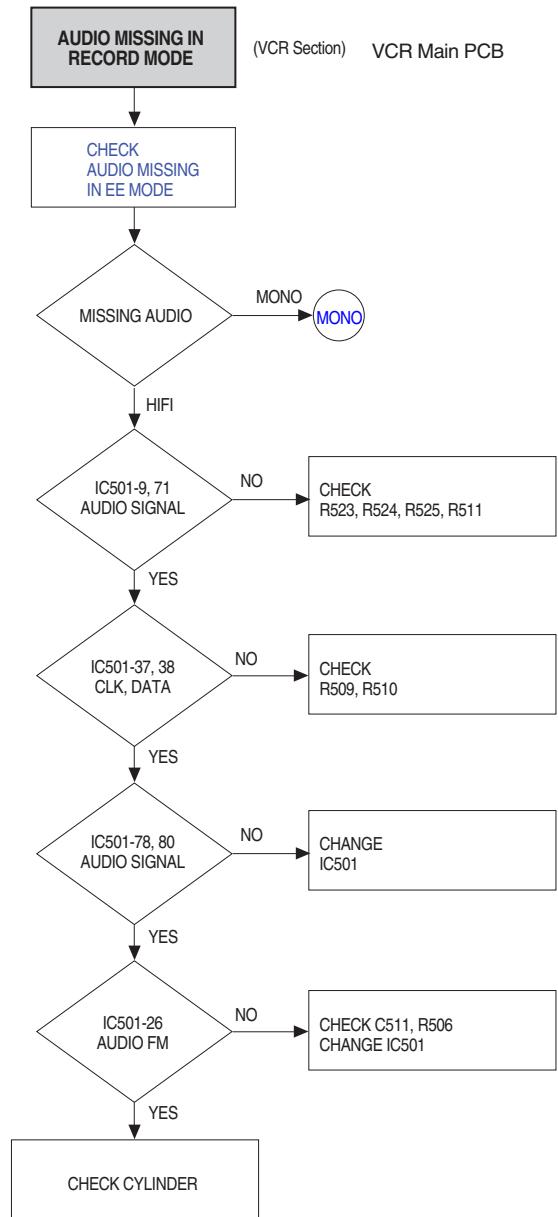 AUDIO MISSING IN
RECORD MODE
(VCR Section)
VCR Main PCB
CHECK
AUDIO MISSING
IN EE MODE
MISSING AUDIO
MONO
MONO
HIFI
IC501-9, 71
AUDIO SIGNAL
NO
CHECK
R523, R524, R525, R511
YES
IC501-37, 38
CLK, DATA
NO
CHECK
R509, R510
YES
IC501-78, 80
AUDIO SIGNAL
NO
CHANGE
IC501
YES
IC501-26
AUDIO FM
NO
CHECK C511, R506
CHANGE IC501
YES
CHECK CYLINDER